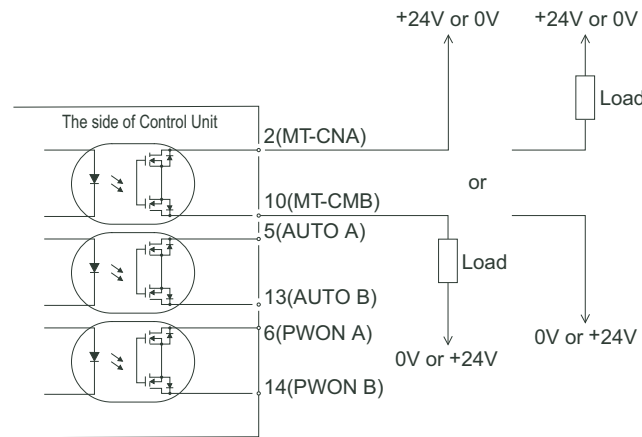 +24V or 0V
+24V or 0V
Load
The side of Control Unit
2(MT-CNA)
or
10(MT-CMB)
5(AUTO A)
Load
13(AUTO B)
6(PWON A)
0V or +24V
0V or +24V
14(PWON B)